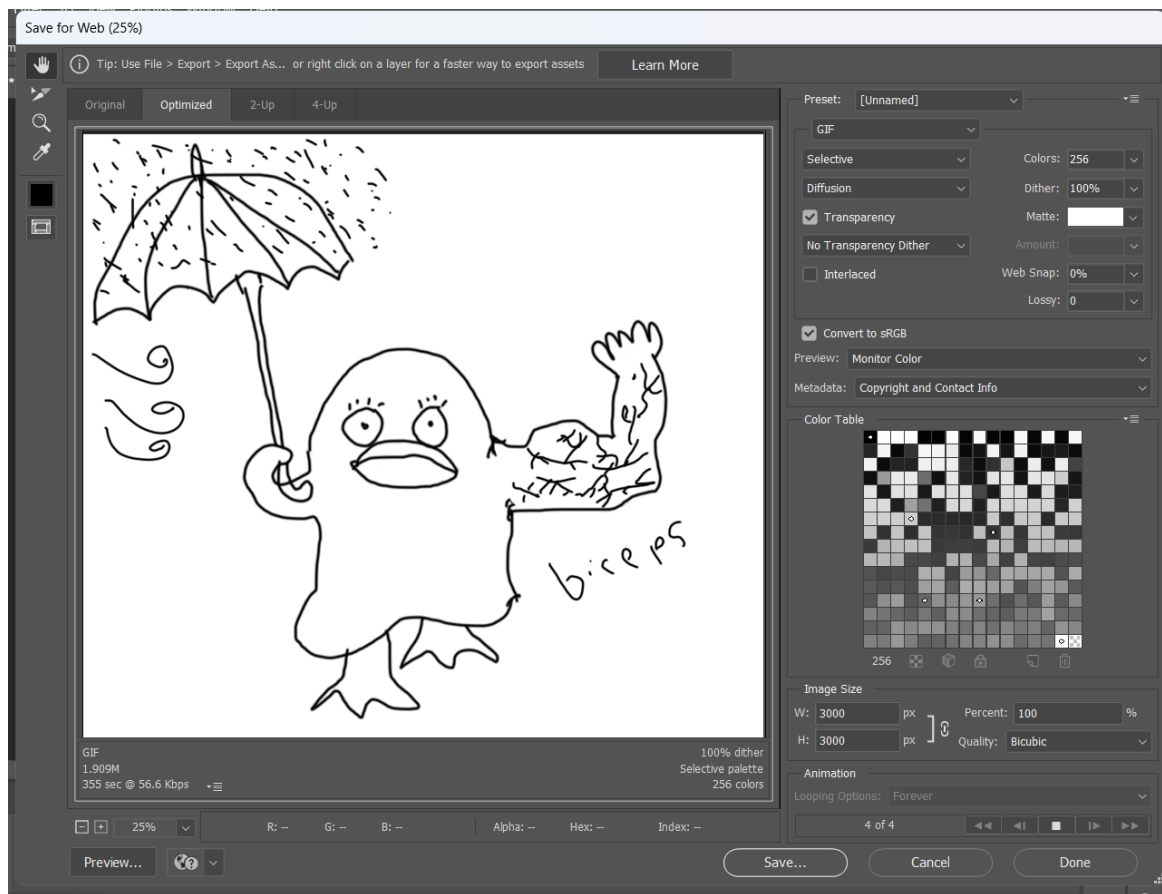 Save for Web (25%)
Tip: Use File > Export > Export As... or right click on a layer for a faster way to export assets
Learn More
Original
Optimized
2-Up
4-Up
biceps
GIF
1.909M
355 sec @ 56.6 Kbps
100% dither
Selective palette
256 colors
25%
R: --
G: --
B: --
Alpha: --
Hex: --
Index: --
Preview...
Preset: [Unnamed]
GIF
Selective
Colors: 256
Diffusion
Dither: 100%
Transparency
Matte:
No Transparency Dither
Amount:
Interlaced
Web Snap: 0%
Lossy: 0
Convert to sRGB
Preview: Monitor Color
Metadata: Copyright and Contact Info
Color Table
256
Image Size
W: 3000 px
Percent: 100 %
H: 3000 px
Quality: Bicubic
Animation
Looping Options: Forever
4 of 4
Save...
Cancel
Done